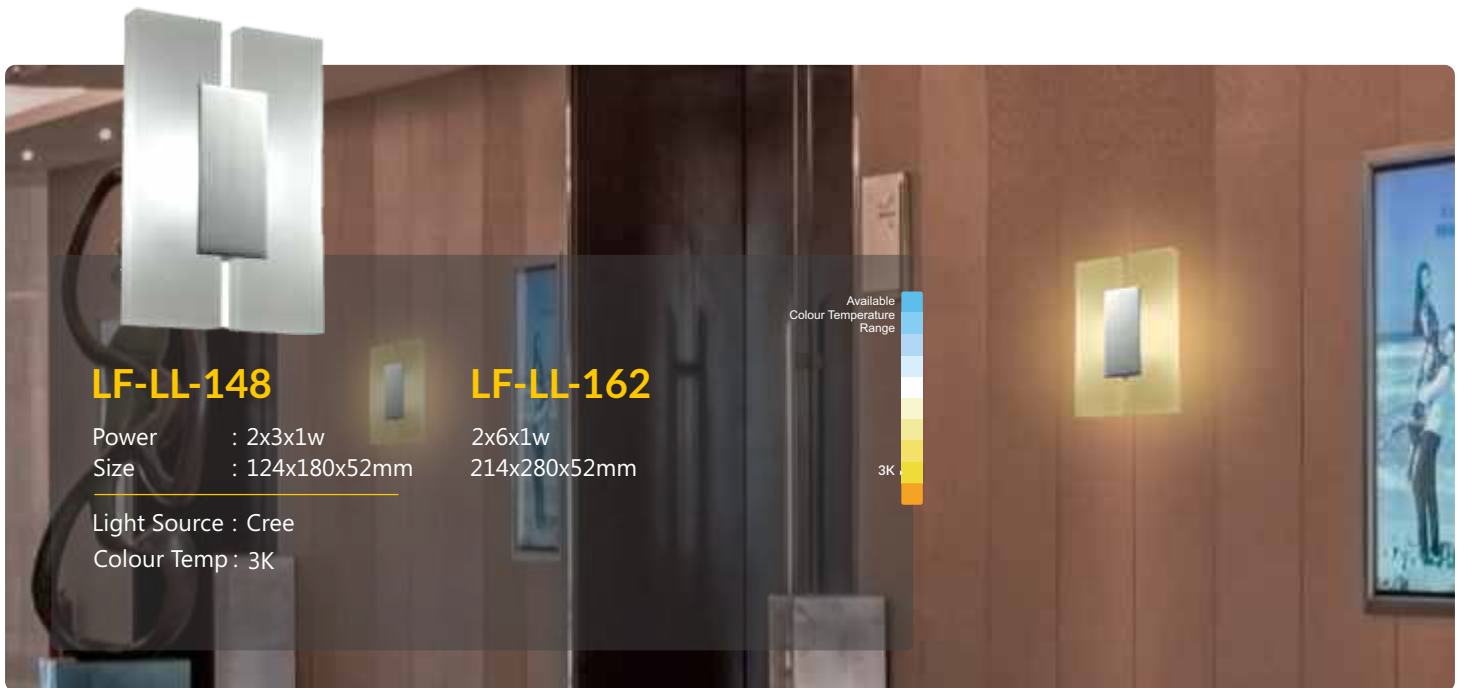 LF-LL-148
Power : 2x3x1w
Size : 124x180x52mm
Light Source : Cree
Colour Temp : 3K
LF-LL-162
2x6x1w
214x280x52mm
Available
Colour Temperature
Range
3K